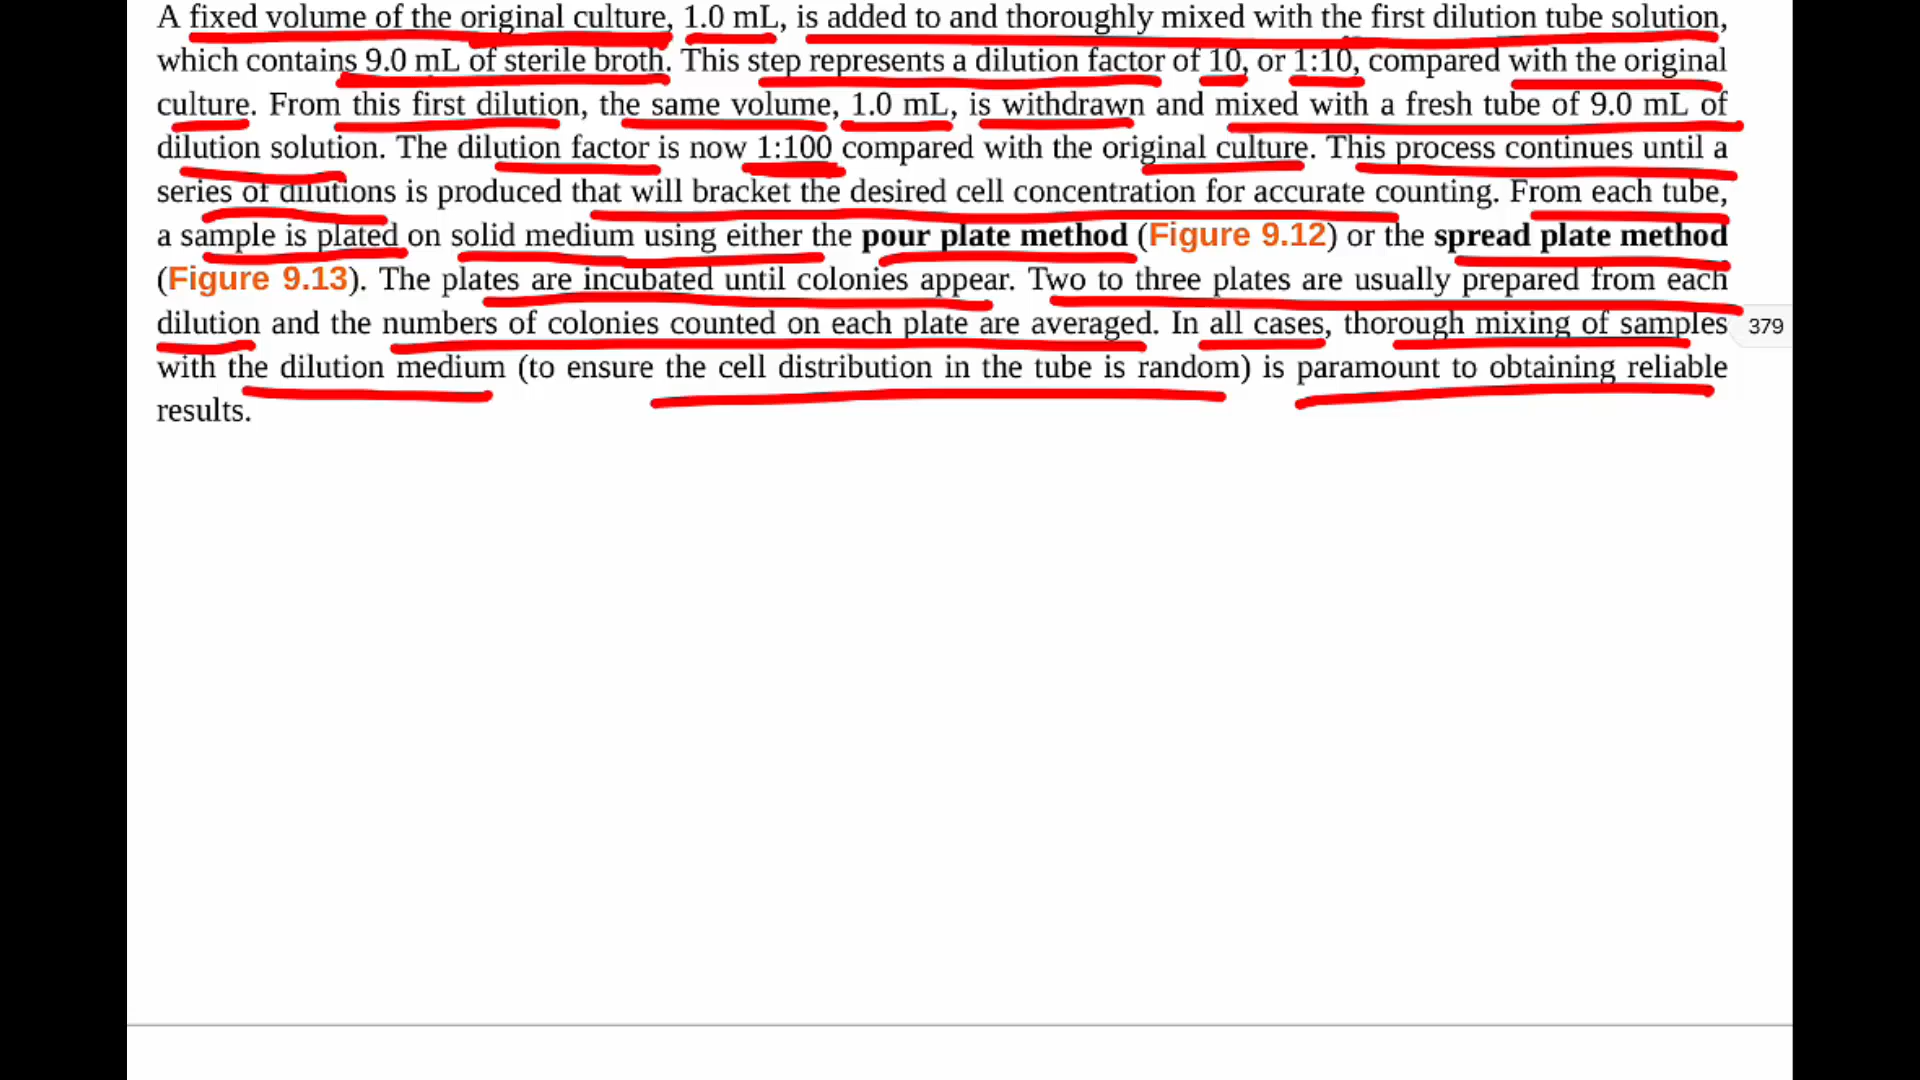 A fixed volume of the original culture, 1.0 mL, is added to and thoroughly mixed with the first dilution tube solution,
which contains 9.0 mL of sterile broth. This step represents a dilution factor of 10, or 1:10, compared with the original
culture. From this first dilution, the same volume, 1.0 mL, is withdrawn and mixed with a fresh tube of 9.0 mL of
dilution solution. The dilution factor is now 1:100 compared with the original culture. This process continues until a
series of dilutions is produced that will bracket the desired cell concentration for accurate counting. From each tube,
a sample is plated on solid medium using either the pour plate method (Figure 9.12) or the spread plate method
(Figure 9.13). The plates are incubated until colonies appear. Two to three plates are usually prepared from each
dilution and the numbers of colonies counted on each plate are averaged. In all cases, thorough mixing of samples
379
with the dilution medium (to ensure the cell distribution in the tube is random) is paramount to obtaining reliable
results.